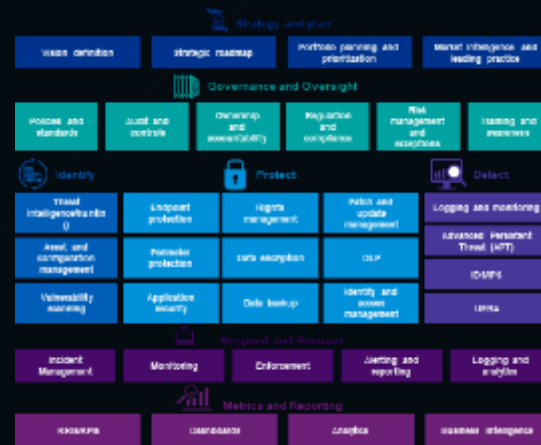 Strategy and plan
Vision definition
Strategic roadmap
Portfolio planning and
prioritization
Market intelligence and
leading practice
Governance and Oversight
Policies and
standards
Audit and
controls
Ownership
and
accountability
Regulation
and
compliance
Risk
management
and
exceptions
Training and
awareness
Identify
Protect
Detect
Threat
intelligence/huntin
g
Endpoint
protection
Rights
management
Patch and
update
management
Logging and monitoring
Asset and
configuration
management
Perimeter
protection
Data encryption
DLP
Advanced Persistent
Threat (APT)
IDS/IPS
Vulnerability
scanning
Application
security
Data backup
Identity and
access
management
UEBA
Respond and Recover
Incident
Management
Monitoring
Enforcement
Alerting and
reporting
Logging and
analytics
Metrics and Reporting
KRIs/KPIs
Dashboards
Analytics
Business intelligence